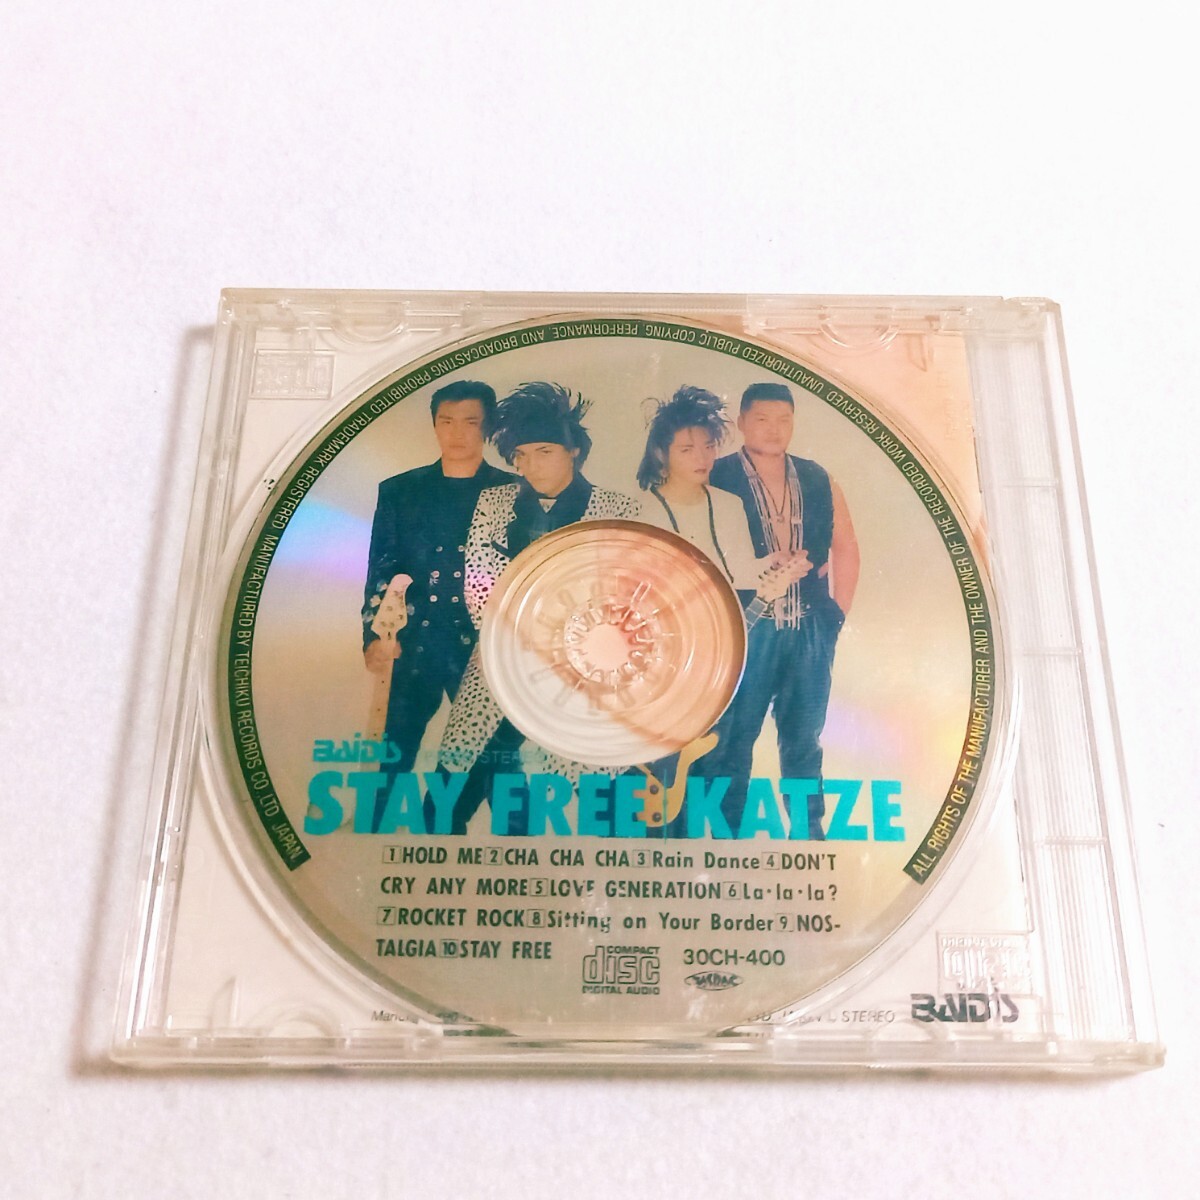 ALL RIGHTS OF THE MANUFACTURER AND THE OWNER OF THE RECORDED WORK RESERVED. UNAUTHORIZED PUBLIC COPYING, PERFORMANCE, AND BROADCASTING PROHIBITED TRADEMARK REGISTERED. MANUFACTURED BY TEICHIKU RECORDS CO LTD. JAPAN
BAIDIS STEREO
STAY FREE | KATZE
1 HOLD ME 2 CHA CHA CHA 3 Rain Dance 4 DON'T
CRY ANY MORE 5 LOVE GENERATION 6 La・la・la?
7 ROCKET ROCK 8 Sitting on Your Border 9 NOS-
TALGIA 10 STAY FREE
COMPACT
disc
DIGITAL AUDIO
30CH-400
JASRAC
STEREO BAIDIS